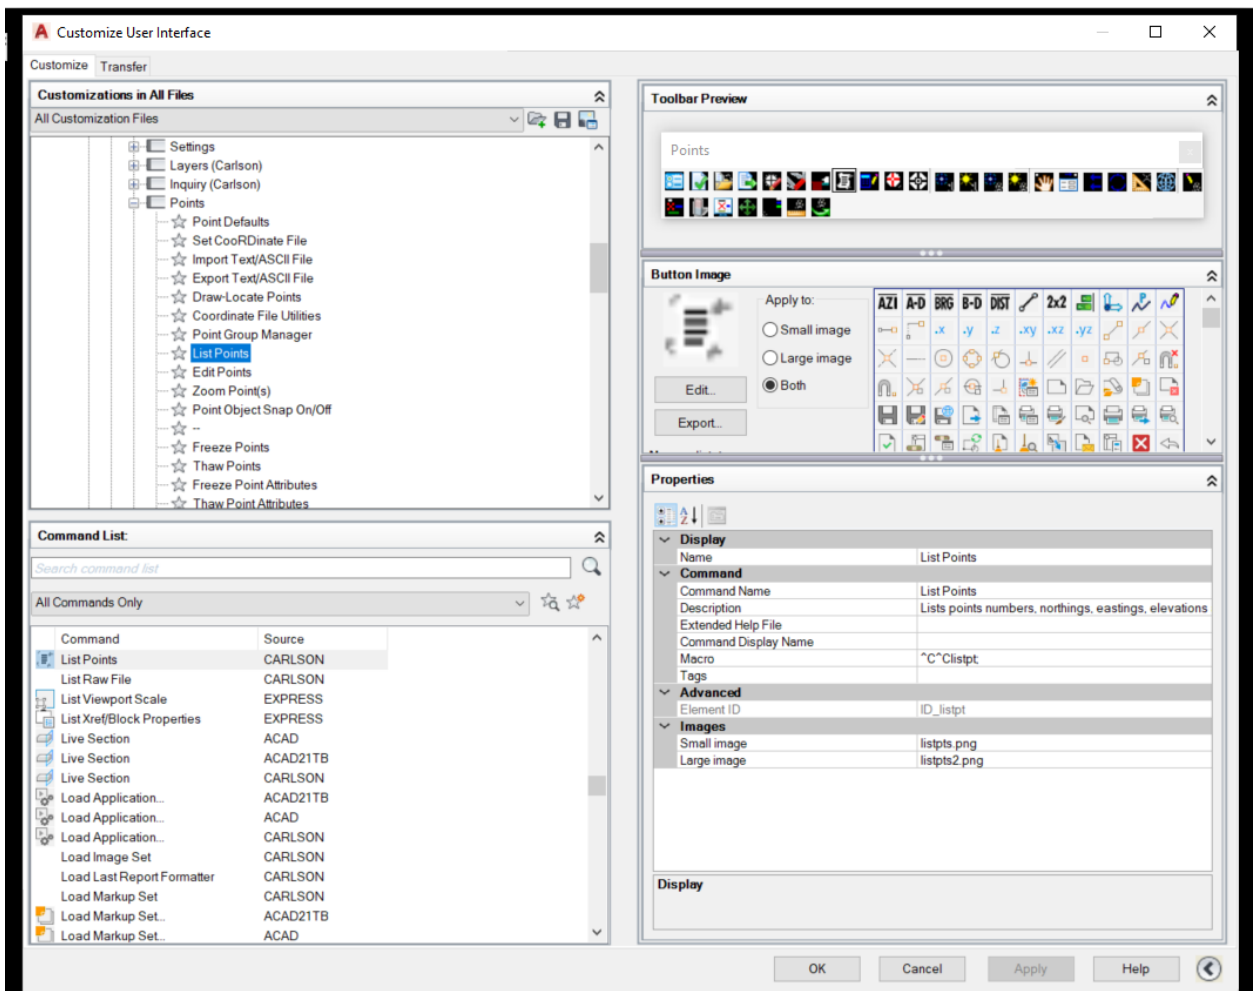 Customize User Interface
Customize Transfer
Customizations in All Files
All Customization Files
Settings
Layers (Carlson)
Inquiry (Carlson)
Points
Point Defaults
Set CooRDinate File
Import Text/ASCII File
Export Text/ASCII File
Draw-Locate Points
Coordinate File Utilities
Point Group Manager
List Points
Edit Points
Zoom Point(s)
Point Object Snap On/Off
--
Freeze Points
Thaw Points
Freeze Point Attributes
Thaw Point Attributes
Command List:
Search command list
All Commands Only
Command Source
List Points CARLSON
List Raw File CARLSON
List Viewport Scale EXPRESS
List Xref/Block Properties EXPRESS
Live Section ACAD
Live Section ACAD21TB
Live Section CARLSON
Load Application... ACAD21TB
Load Application... ACAD
Load Application... CARLSON
Load Image Set CARLSON
Load Last Report Formatter CARLSON
Load Markup Set CARLSON
Load Markup Set... ACAD21TB
Load Markup Set... ACAD
Toolbar Preview
Points
Button Image
Apply to:
Small image
Large image
Both
Edit...
Export...
AZI A-D BRG B-D DIST 2x2
.x .y .z .xy .xz .yz
Properties
Display
Name List Points
Command
Command Name List Points
Description Lists points numbers, northings, eastings, elevations
Extended Help File
Command Display Name
Macro ^C^Clistpt;
Tags
Advanced
Element ID ID_listpt
Images
Small image listpts.png
Large image listpts2.png
Display
OK Cancel Apply Help